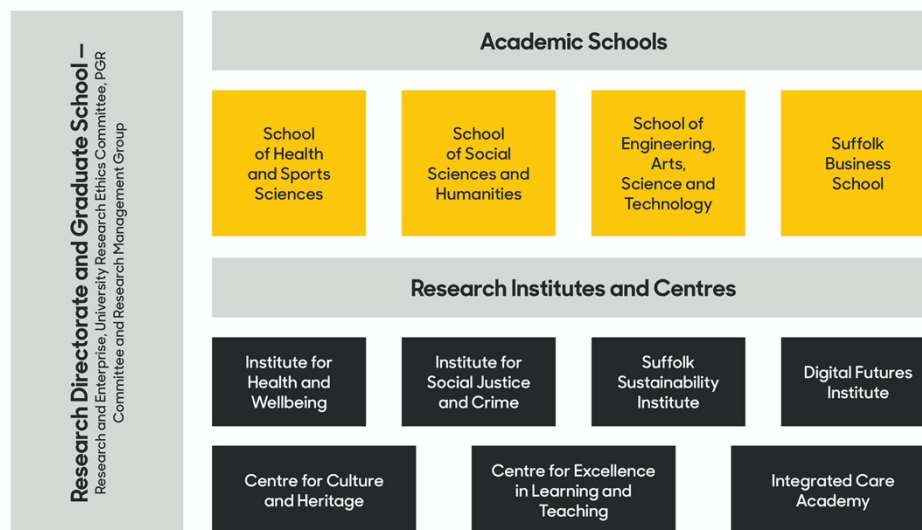 Research Directorate and Graduate School —
Research and Enterprise, University Research Ethics Committee, PGR
Committee and Research Management Group
Academic Schools
School
of Health
and Sports
Sciences
School
of Social
Sciences and
Humanities
School of
Engineering,
Arts,
Science and
Technology
Suffolk
Business
School
Research Institutes and Centres
Institute for
Health and
Wellbeing
Institute for
Social Justice
and Crime
Suffolk
Sustainability
Institute
Digital Futures
Institute
Centre for Culture
and Heritage
Centre for Excellence
in Learning and
Teaching
Integrated Care
Academy